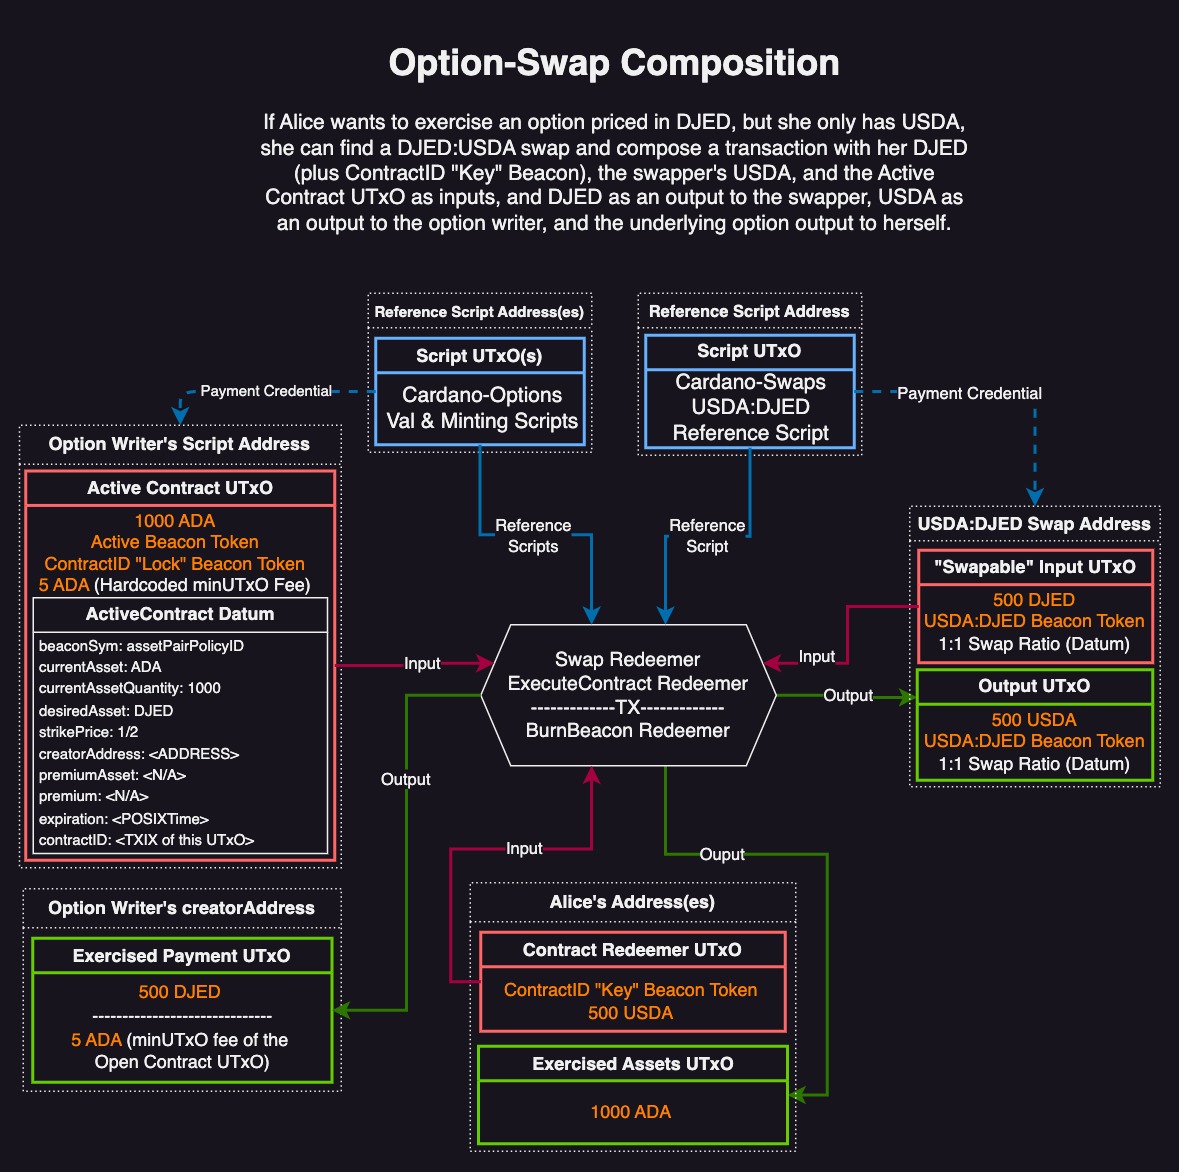 Option-Swap Composition
If Alice wants to exercise an option priced in DJED, but she only has USDA,
she can find a DJED:USDA swap and compose a transaction with her DJED
(plus ContractID "Key" Beacon), the swapper's USDA, and the Active
Contract UTxO as inputs, and DJED as an output to the swapper, USDA as
an output to the option writer, and the underlying option output to herself.
Reference Script Address(es)
Script UTxO(s)
Cardano-Options
Val & Minting Scripts
Reference Script Address
Script UTxO
Cardano-Swaps
USDA:DJED
Reference Script
Payment Credential
Payment Credential
Option Writer's Script Address
Active Contract UTxO
1000 ADA
Active Beacon Token
ContractID "Lock" Beacon Token
5 ADA (Hardcoded minUTxO Fee)
ActiveContract Datum
beaconSym: assetPairPolicyID
currentAsset: ADA
currentAssetQuantity: 1000
desiredAsset: DJED
strikePrice: 1/2
creatorAddress: <ADDRESS>
premiumAsset: <N/A>
premium: <N/A>
expiration: <POSIXTime>
contractID: <TXIX of this UTxO>
Reference
Scripts
Reference
Script
USDA:DJED Swap Address
"Swapable" Input UTxO
500 DJED
USDA:DJED Beacon Token
1:1 Swap Ratio (Datum)
Output UTxO
500 USDA
USDA:DJED Beacon Token
1:1 Swap Ratio (Datum)
Input
Swap Redeemer
ExecuteContract Redeemer
-------------TX-------------
BurnBeacon Redeemer
Input
Output
Output
Input
Ouput
Option Writer's creatorAddress
Exercised Payment UTxO
500 DJED
------------------------------
5 ADA (minUTxO fee of the
Open Contract UTxO)
Alice's Address(es)
Contract Redeemer UTxO
ContractID "Key" Beacon Token
500 USDA
Exercised Assets UTxO
1000 ADA